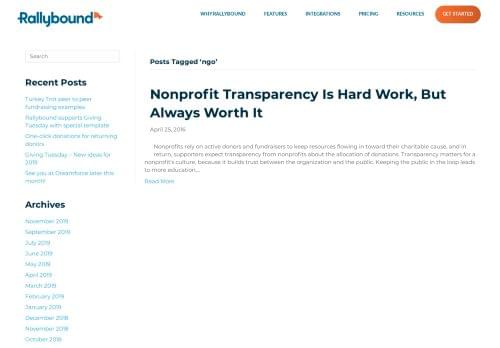 Rallybound
WHY RALLYBOUND FEATURES INTEGRATIONS PRICING RESOURCES GET STARTED
Search
Recent Posts
Turkey Trot peer to peer
fundraising examples
Rallybound supports Giving
Tuesday with special template
One-click donations for returning
donors
Giving Tuesday – New ideas for
2019
See you at Dreamforce later this
month!
Archives
November 2019
September 2019
July 2019
June 2019
May 2019
April 2019
March 2019
February 2019
January 2019
December 2018
November 2018
October 2018
Posts Tagged ‘ngo’
Nonprofit Transparency Is Hard Work, But
Always Worth It
April 25, 2016
Nonprofits rely on active donors and fundraisers to keep resources flowing in toward their charitable cause, and in
return, supporters expect transparency from nonprofits about the allocation of donations. Transparency matters for a
nonprofit's culture, because it builds trust between the organization and the public. Keeping the public in the loop leads
to more education...
Read More